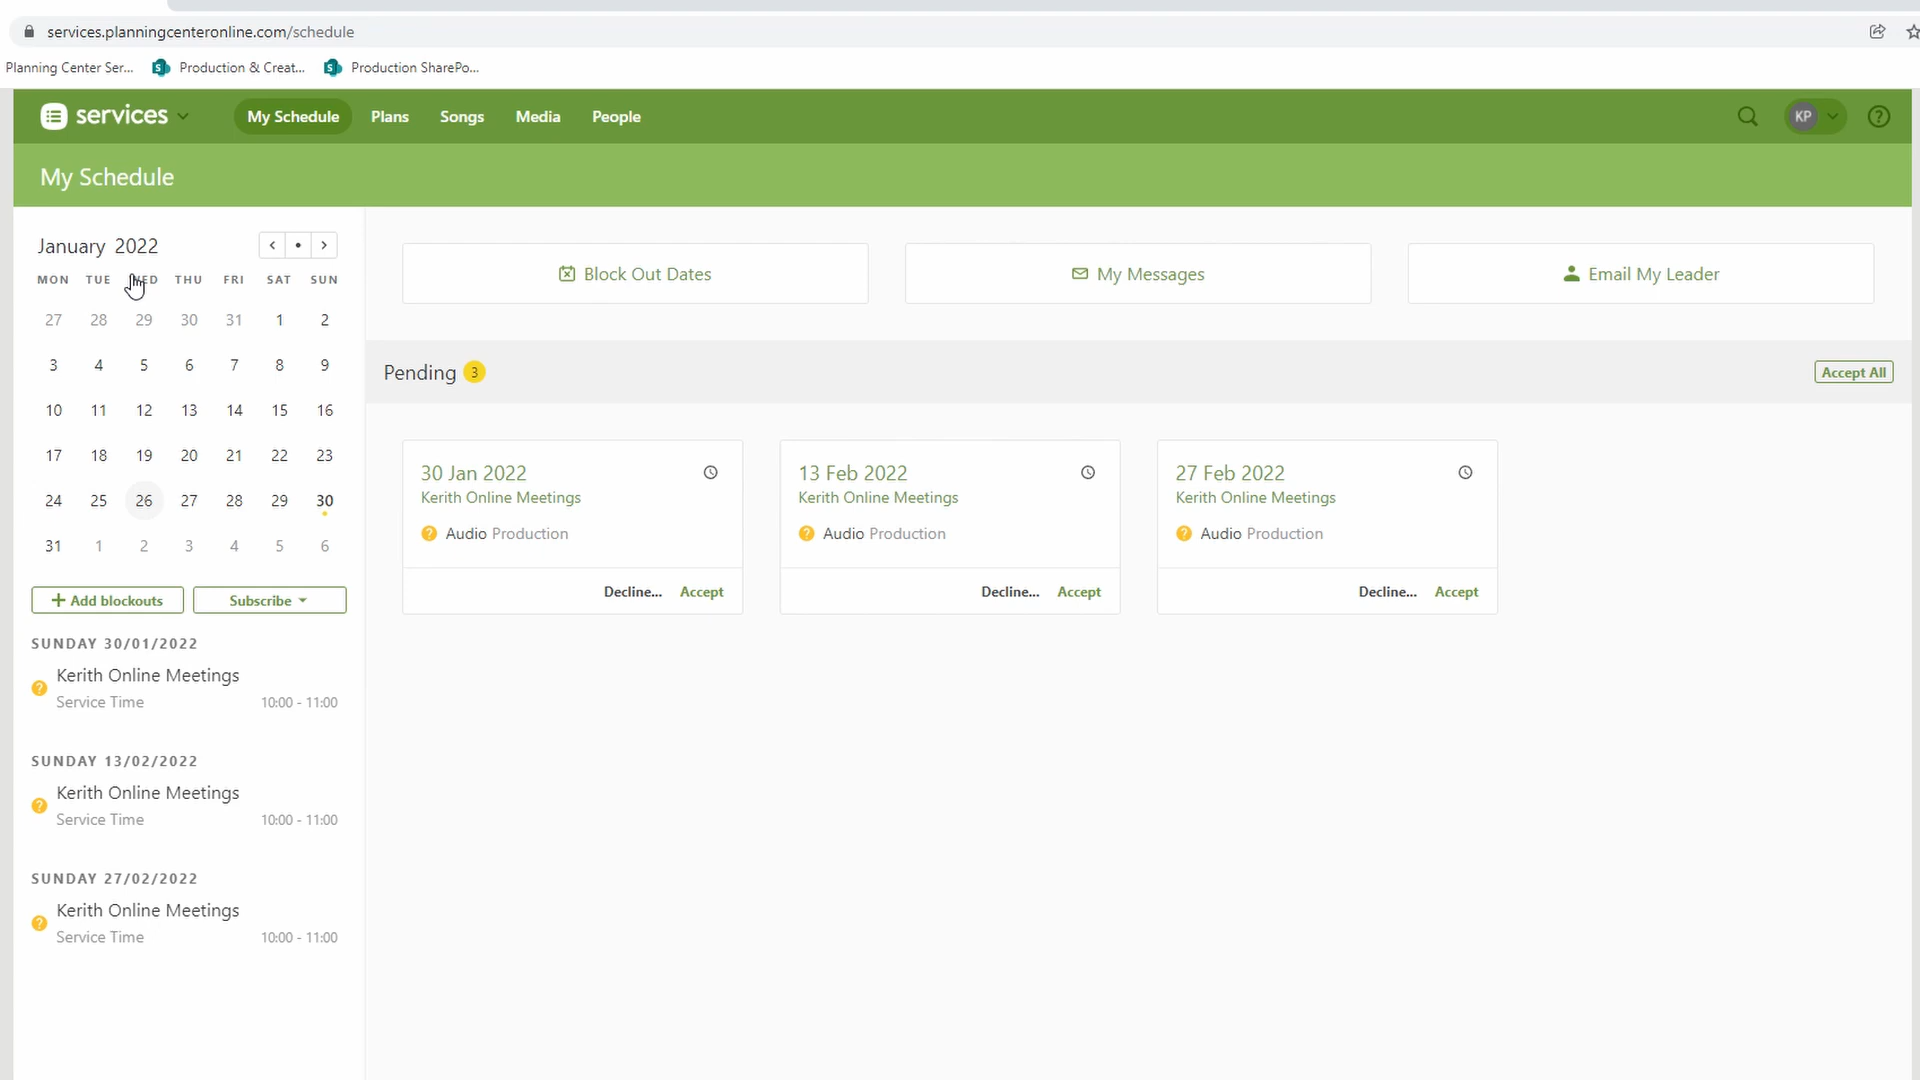 services.planningcenteronline.com/schedule
Planning Center Ser... Production & Creat... Production SharePo...
services My Schedule Plans Songs Media People KP
My Schedule
January 2022
MON TUE WED THU FRI SAT SUN
27 28 29 30 31 1 2
3 4 5 6 7 8 9
10 11 12 13 14 15 16
17 18 19 20 21 22 23
24 25 26 27 28 29 30
31 1 2 3 4 5 6
+ Add blockouts Subscribe
SUNDAY 30/01/2022
Kerith Online Meetings
Service Time 10:00 - 11:00
SUNDAY 13/02/2022
Kerith Online Meetings
Service Time 10:00 - 11:00
SUNDAY 27/02/2022
Kerith Online Meetings
Service Time 10:00 - 11:00
Block Out Dates My Messages Email My Leader
Pending 3 Accept All
30 Jan 2022
Kerith Online Meetings
? Audio Production
Decline... Accept
13 Feb 2022
Kerith Online Meetings
? Audio Production
Decline... Accept
27 Feb 2022
Kerith Online Meetings
? Audio Production
Decline... Accept